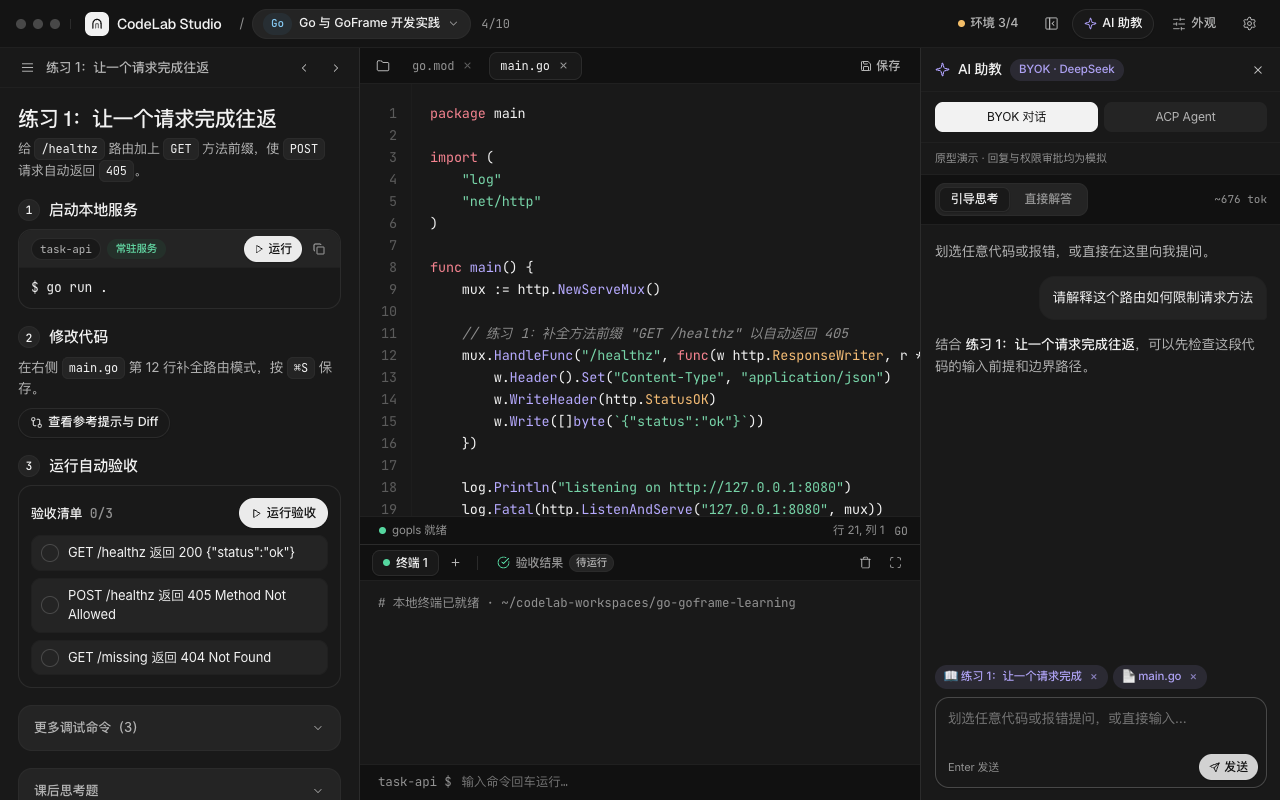 CodeLab Studio / Go Go 与 GoFrame 开发实践 4/10 环境 3/4 AI 助教 外观
练习 1：让一个请求完成往返
练习 1：让一个请求完成往返
给 /healthz 路由加上 GET 方法前缀，使 POST
请求自动返回 405 。
1 启动本地服务
task-api 常驻服务 运行
$ go run .
2 修改代码
在右侧 main.go 第 12 行补全路由模式，按 ⌘S 保
存。
查看参考提示与 Diff
3 运行自动验收
验收清单 0/3 运行验收
GET /healthz 返回 200 {"status":"ok"}
POST /healthz 返回 405 Method Not
Allowed
GET /missing 返回 404 Not Found
更多调试命令 (3)
课后思考题
go.mod × main.go × 保存
1 package main
2
3 import (
4 "log"
5 "net/http"
6 )
7
8 func main() {
9 mux := http.NewServeMux()
10
11 // 练习 1: 补全方法前缀 "GET /healthz" 以自动返回 405
12 mux.HandleFunc("/healthz", func(w http.ResponseWriter, r *
13 w.Header().Set("Content-Type", "application/json")
14 w.WriteHeader(http.StatusOK)
15 w.Write([]byte(`{"status":"ok"}`))
16 })
17
18 log.Println("listening on http://127.0.0.1:8080")
19 log.Fatal(http.ListenAndServe("127.0.0.1:8080", mux))
gopls 就绪 行 21, 列 1 GO
终端 1 + 验收结果 待运行
# 本地终端已就绪 · ~/codelab-workspaces/go-goframe-learning
task-api $ 输入命令回车运行…
AI 助教 BYOK · DeepSeek
BYOK 对话 ACP Agent
原型演示 · 回复与权限审批均为模拟
引导思考 直接解答 ~676 tok
划选任意代码或报错，或直接在这里向我提问。
请解释这个路由如何限制请求方法
结合 练习 1：让一个请求完成往返，可以先检查这段代
码的输入前提和边界路径。
练习 1：让一个请求完成 × main.go ×
划选任意代码或报错提问，或直接输入...
Enter 发送 发送